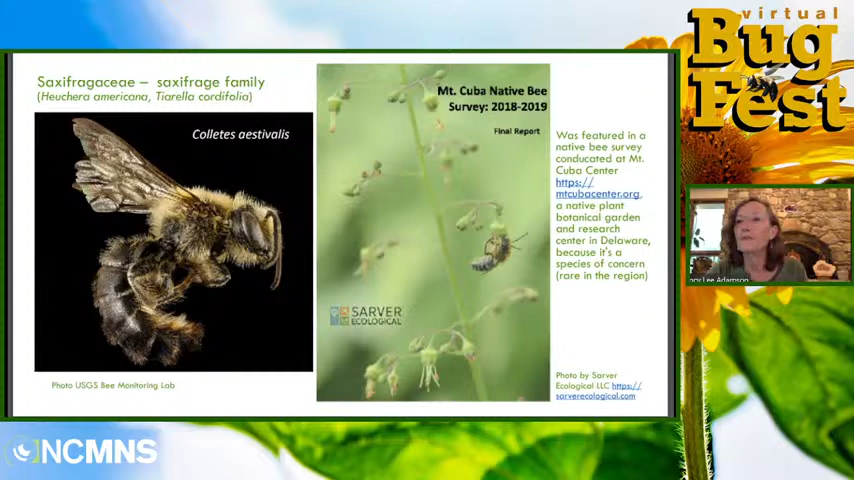 Saxifragaceae – saxifrage family
(Heuchera americana, Tiarella cordifolia)
Colletes aestivalis
Photo USGS Bee Monitoring Lab
Mt. Cuba Native Bee
Survey: 2018-2019
Final Report
SARVER
ECOLOGICAL
Was featured in a
native bee survey
conducated at Mt.
Cuba Center
https://
mtcubacenter.org,
a native plant
botanical garden
and research
center in Delaware,
because it's a
species of concern
(rare in the region)
Photo by Sarver
Ecological LLC https://
sarverecological.com
virtual
Bug
Fest
Lee Adamson
NCMNS